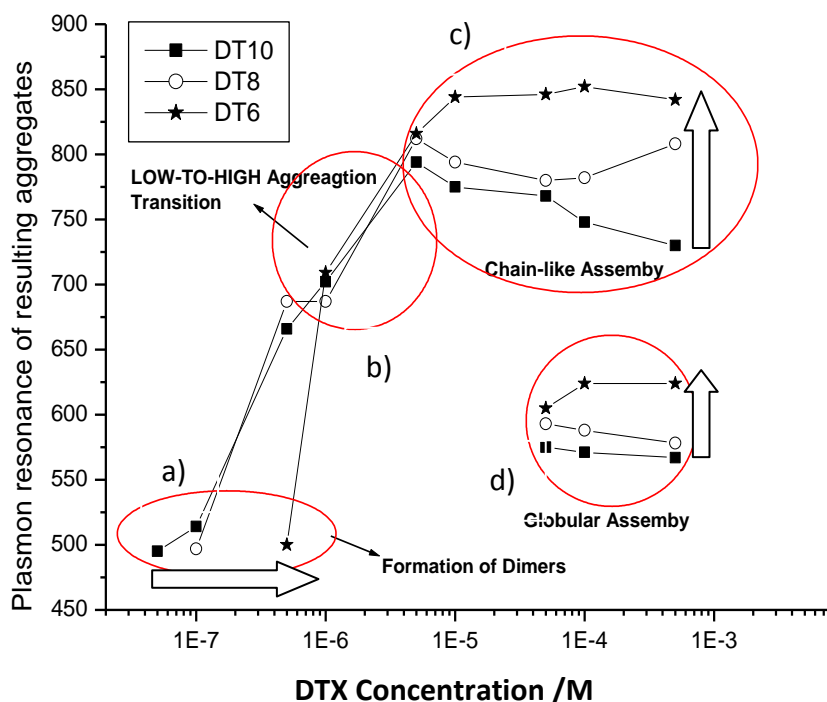 900
850
800
750
700
650
600
550
500
450
Plasmon resonance of resulting aggregates
DT10
DT8
DT6
c)
LOW-TO-HIGH Aggreagtion
Transition
Chain-like Assemby
b)
a)
d)
Globular Assemby
Formation of Dimers
1E-7
1E-6
1E-5
1E-4
1E-3
DTX Concentration /M